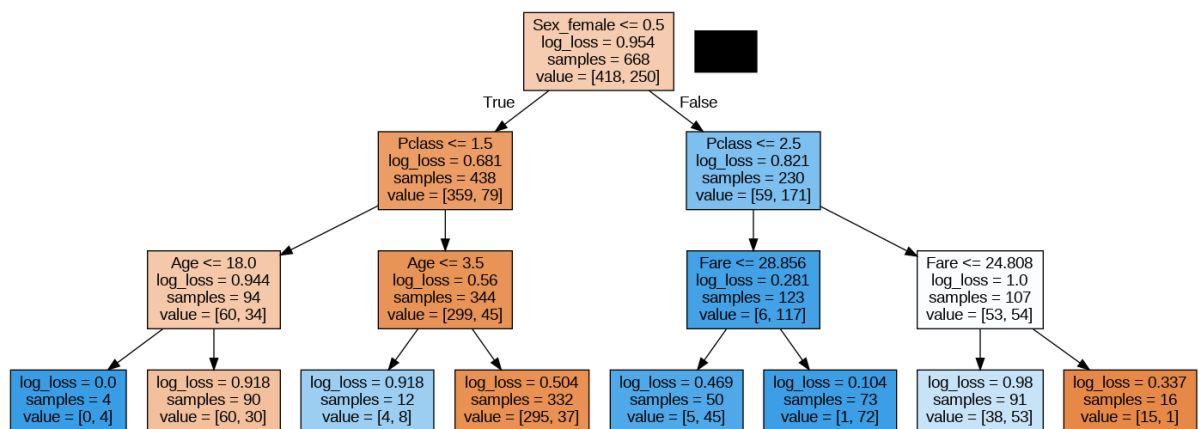 Sex_female <= 0.5
log_loss = 0.954
samples = 668
value = [418, 250]
True
False
Pclass <= 1.5
log_loss = 0.681
samples = 438
value = [359, 79]
Pclass <= 2.5
log_loss = 0.821
samples = 230
value = [59, 171]
Age <= 18.0
log_loss = 0.944
samples = 94
value = [60, 34]
Age <= 3.5
log_loss = 0.56
samples = 344
value = [299, 45]
Fare <= 28.856
log_loss = 0.281
samples = 123
value = [6, 117]
Fare <= 24.808
log_loss = 1.0
samples = 107
value = [53, 54]
log_loss = 0.0
samples = 4
value = [0, 4]
log_loss = 0.918
samples = 90
value = [60, 30]
log_loss = 0.918
samples = 12
value = [4, 8]
log_loss = 0.504
samples = 332
value = [295, 37]
log_loss = 0.469
samples = 50
value = [5, 45]
log_loss = 0.104
samples = 73
value = [1, 72]
log_loss = 0.98
samples = 91
value = [38, 53]
log_loss = 0.337
samples = 16
value = [15, 1]